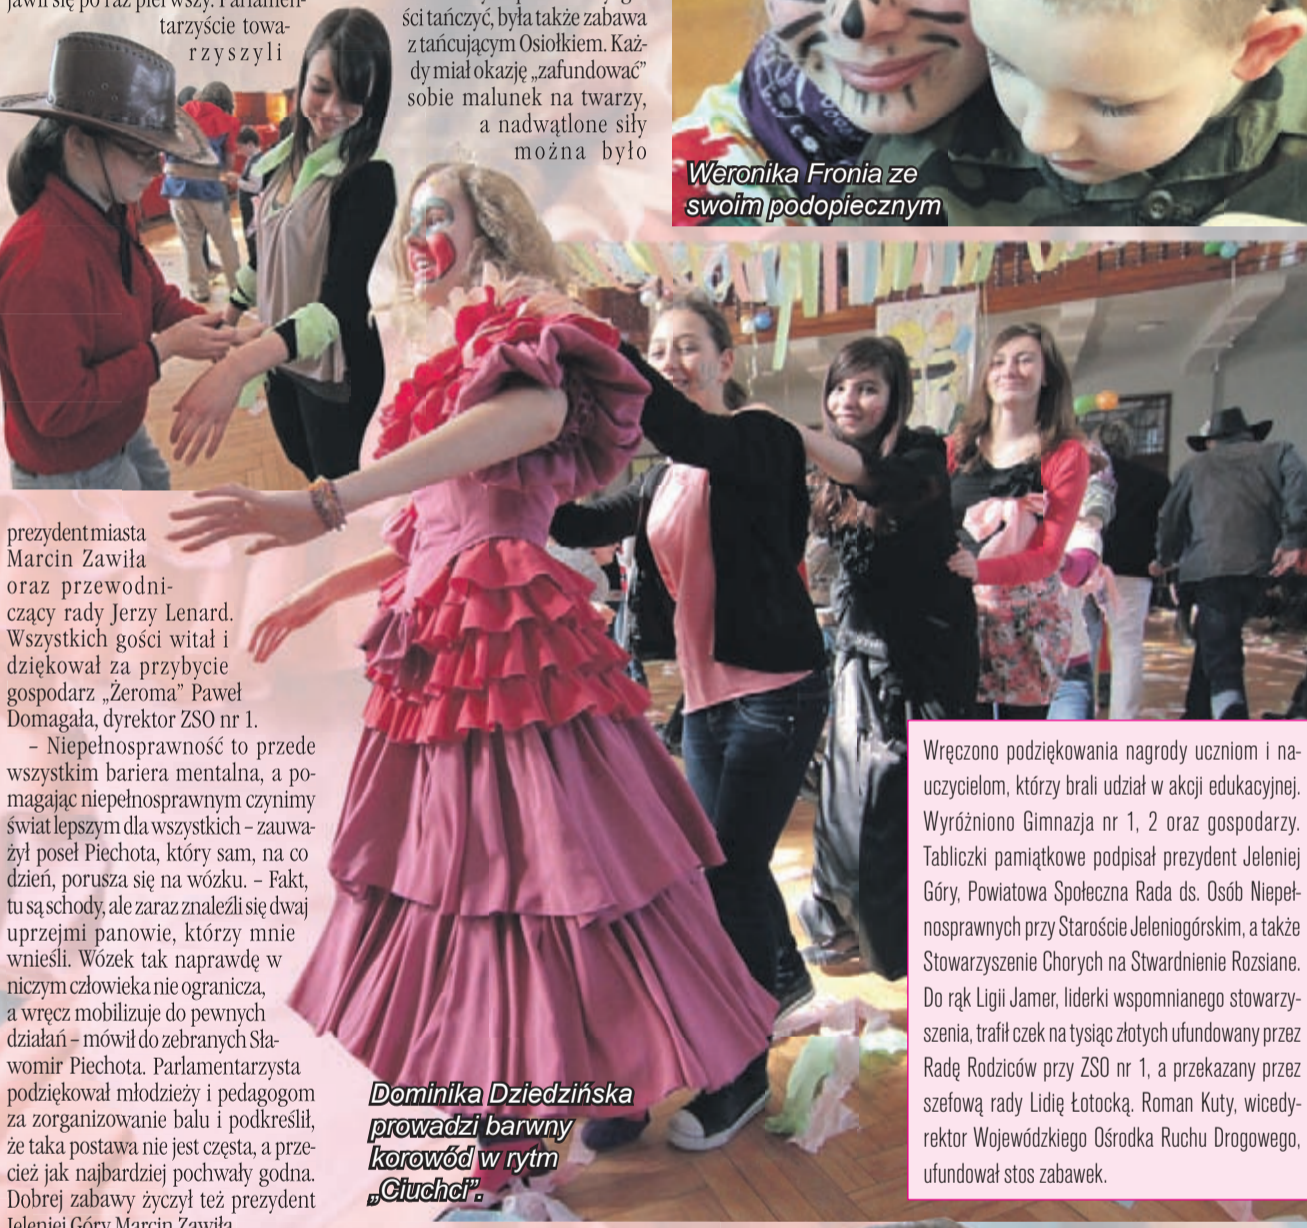 tarzyście towa-
rzyszyli
prezydent miasta
Marcin Zawiła
oraz przewodni-
czący rady Jerzy Lenard.
Wszystkich gości witał i
dziękował za przybycie
gospodarz „Żeroma” Paweł
Domagała, dyrektor ZSO nr 1.
– Niepełnosprawność to przede
wszystkim bariera mentalna, a po-
magając niepełnosprawnym czynimy
świat lepszym dla wszystkich – zauwa-
żył poseł Piechota, który sam, na co
dzień, porusza się na wózku. – Fakt,
tu są schody, ale zaraz znaleźli się dwaj
uprzejmi panowie, którzy mnie
wnieśli. Wózek tak naprawdę w
niczym człowieka nie ogranicza,
a wręcz mobilizuje do pewnych
działań – mówił do zebranych Sła-
womir Piechota. Parlamentarzysta
podziękował młodzieży i pedagogom
za zorganizowanie balu i podkreślił,
że taka postawa nie jest częsta, a prze-
cież jak najbardziej pochwały godna.
Dobrej zabawy życzył też prezydent
Jeleniej Góry Marcin Zawiła.
ści tańczyć, była także zabawa
z tańcującym Osiołkiem. Każ-
dy miał okazję „zafundować”
sobie malunek na twarzy,
a nadwątlone siły
można było
Weronika Fronia ze
swoim podopiecznym
Dominika Dziedzińska
prowadzi barwny
korowód w rytm
„Ciuchci”.
Wręczono podziękowania nagrody uczniom i na-
uczycielom, którzy brali udział w akcji edukacyjnej.
Wyróżniono Gimnazja nr 1, 2 oraz gospodarzy.
Tabliczki pamiątkowe podpisał prezydent Jeleniej
Góry, Powiatowa Społeczna Rada ds. Osób Niepeł-
nosprawnych przy Staroście Jeleniogórskim, a także
Stowarzyszenie Chorych na Stwardnienie Rozsiane.
Do rąk Ligii Jamer, liderki wspomnianego stowarzy-
szenia, trafił czek na tysiąc złotych ufundowany przez
Radę Rodziców przy ZSO nr 1, a przekazany przez
szefową rady Lidię Łotocką. Roman Kuty, wicedy-
rektor Wojewódzkiego Ośrodka Ruchu Drogowego,
ufundował stos zabawek.